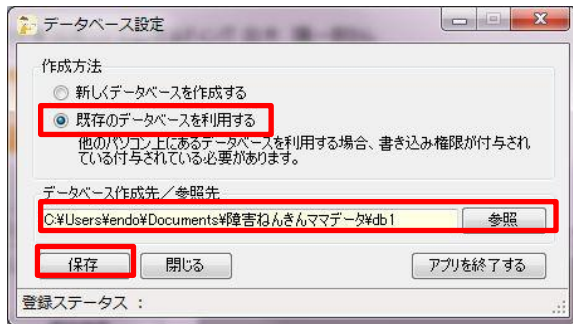 データベース設定
作成方法
新しくデータベースを作成する
既存のデータベースを利用する
他のパソコン上にあるデータベースを利用する場合、書き込み権限が付与され
ている付与されている必要があります。
データベース作成先／参照先
C:¥Users¥endo¥Documents¥障害ねんきんママデータ¥db1
参照
保存
閉じる
アプリを終了する
登録ステータス：